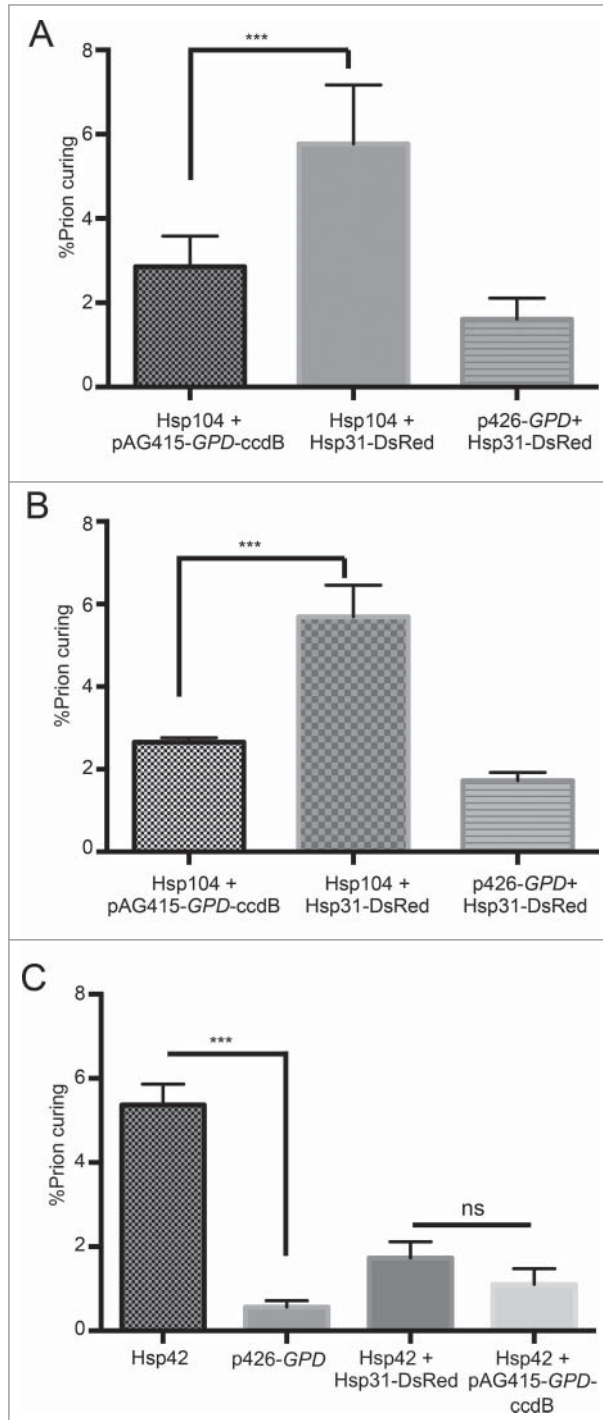 A
***
8
6
4
2
0
%Prion curing
Hsp104 +
pAG415-GPD-ccdB
Hsp104 +
Hsp31-DsRed
p426-GPD+
Hsp31-DsRed
B
***
8
6
4
2
0
%Prion curing
Hsp104 +
pAG415-GPD-ccdB
Hsp104 +
Hsp31-DsRed
p426-GPD+
Hsp31-DsRed
C
***
ns
8
6
4
2
0
%Prion curing
Hsp42
p426-GPD
Hsp42 +
Hsp31-DsRed
Hsp42 +
pAG415-GPD-
ccdB